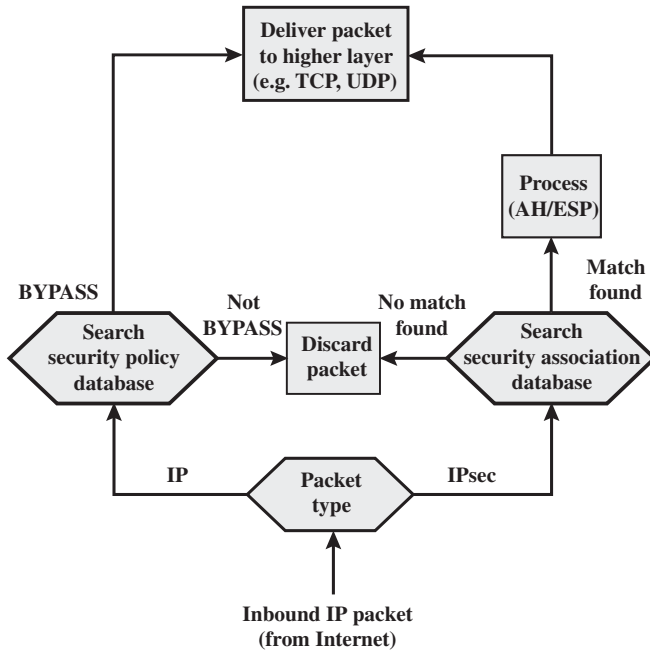 Deliver packet
to higher layer
(e.g. TCP, UDP)
Process
(AH/ESP)
BYPASS
Not
BYPASS
No match
found
Match
found
Search
security policy
database
Discard
packet
Search
security association
database
IP
Packet
type
IPsec
Inbound IP packet
(from Internet)